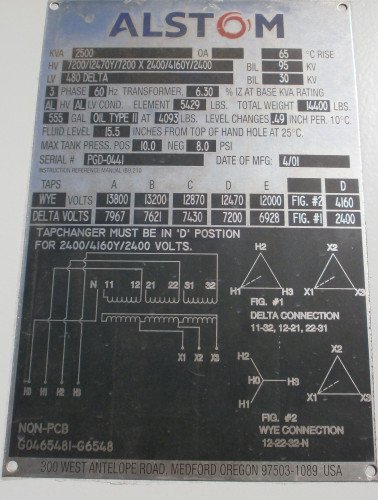 ALSTOM
KVA 2500 OA 65 °C RISE
HV 7200/12470Y/7200 X 2400/4160Y/2400 BIL 95 KV
LV 480 DELTA BIL 30 KV
3 PHASE 60 Hz TRANSFORMER. 6.30 % IZ AT BASE KVA RATING
AL HV AL LV COND. ELEMENT 5429 LBS. TOTAL WEIGHT 14400 LBS.
555 GAL OIL TYPE II AT 4093 LBS. LEVEL CHANGES .49 INCH PER. 10°C.
FLUID LEVEL 15.5 INCHES FROM TOP OF HAND HOLE AT 25°C.
MAX TANK PRESS. POS 10.0 NEG 8.0 PSI
SERIAL # PGD-0441 DATE OF MFG: 4/01
INSTRUCTION REFERENCE MANUAL IB9.210
TAPS A B C D E D
WYE VOLTS 13800 13200 12870 12470 12000 FIG. #2 4160
DELTA VOLTS 7967 7621 7430 7200 6928 FIG. #1 2400
TAPCHANGER MUST BE IN 'D' POSTION
FOR 2400/4160Y/2400 VOLTS.
H2 X2
N 11 12 21 22 31 32
H1 H3 X1 X3
FIG. #1
DELTA CONNECTION
11-32, 12-21, 22-31
X1 X2 X3
H2 X2
H0 H3
H1 X1 X3
H0 H1 H2 H3
FIG. #2
WYE CONNECTION
12-22-32-N
NON-PCB
G046548I-G6548
300 WEST ANTELOPE ROAD, MEDFORD OREGON 97503-1089 USA